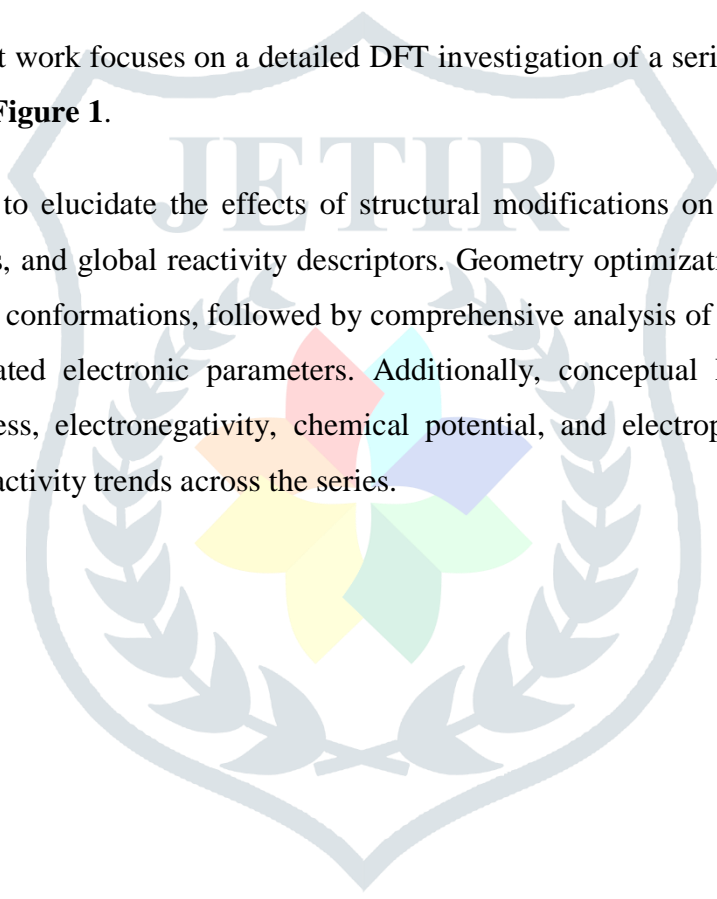 t work focuses on a detailed DFT investigation of a seri
Figure 1.
JETIR
to elucidate the effects of structural modifications on
s, and global reactivity descriptors. Geometry optimizati
conformations, followed by comprehensive analysis of
ated electronic parameters. Additionally, conceptual
ess, electronegativity, chemical potential, and electrop
activity trends across the series.